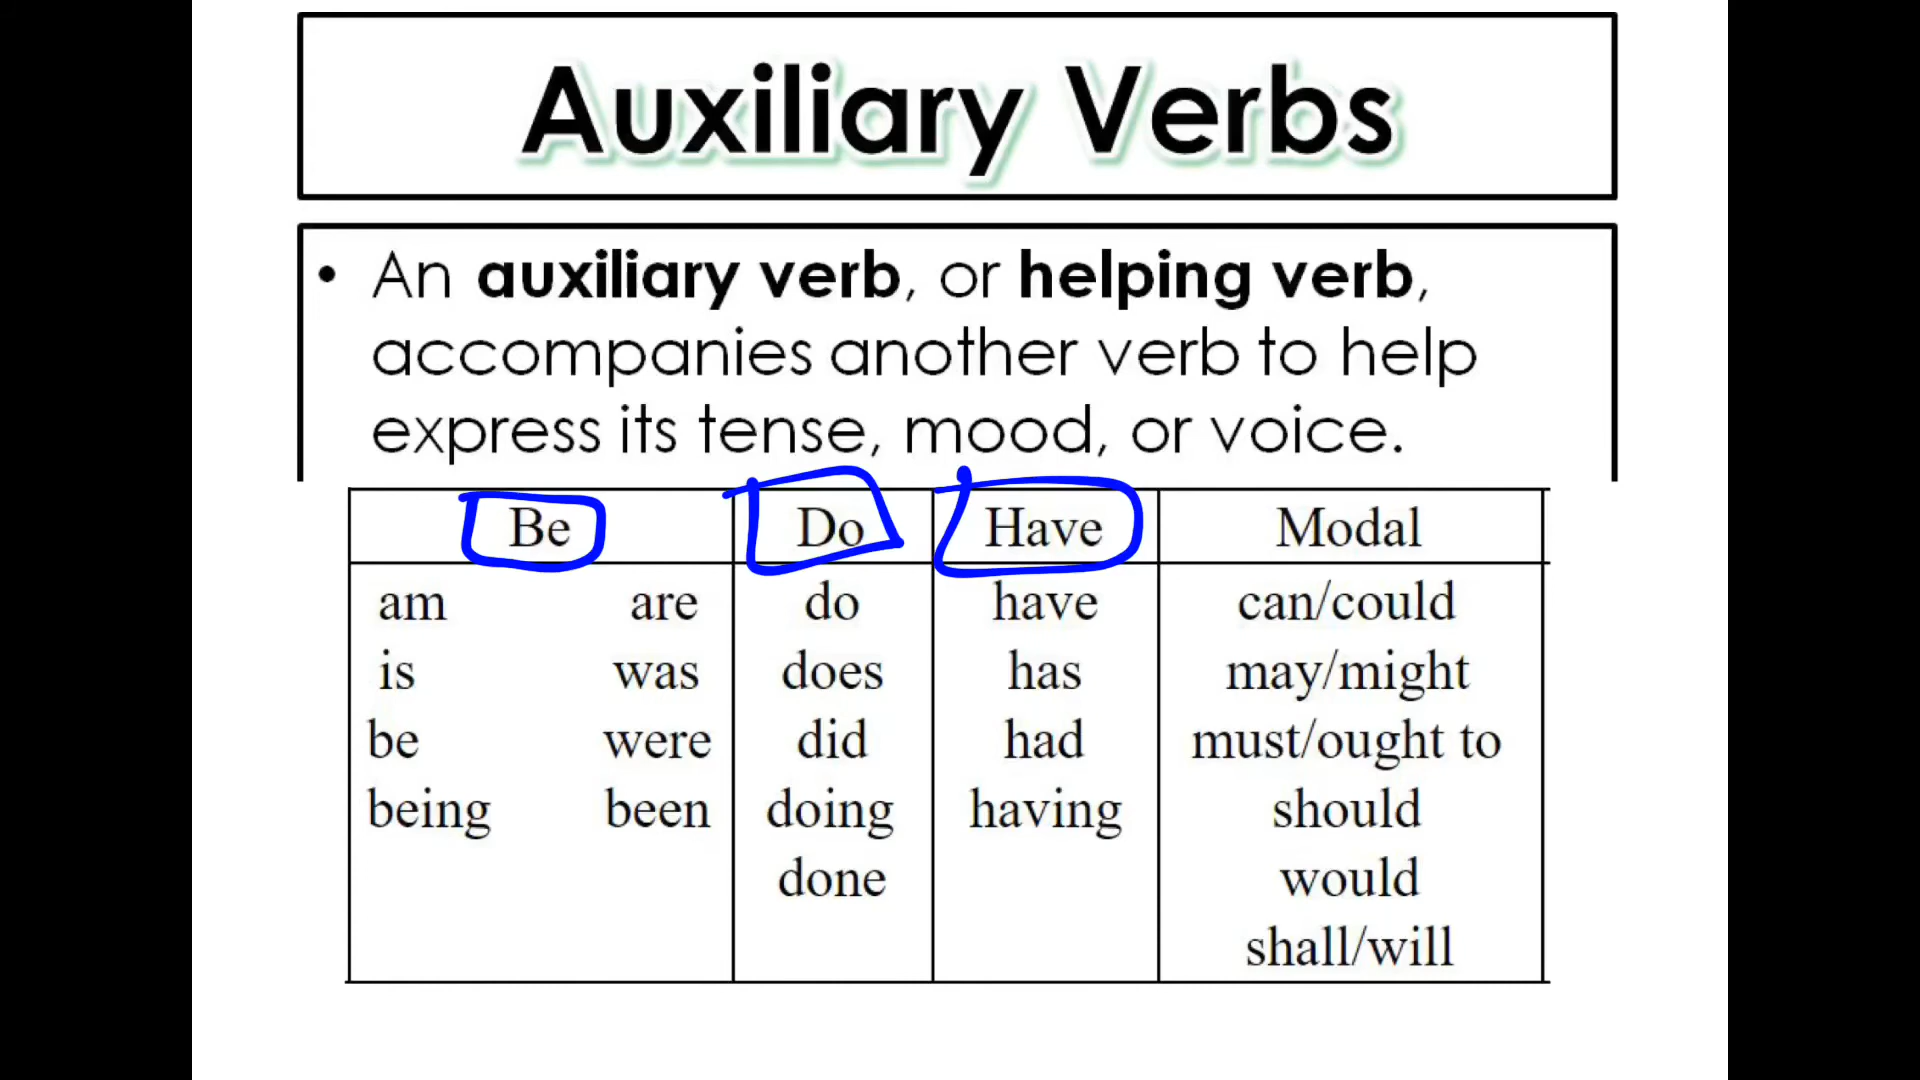 Auxiliary Verbs
• An auxiliary verb, or helping verb,
accompanies another verb to help
express its tense, mood, or voice.
Be Do Have Modal
am are do have can/could
is was does has may/might
be were did had must/ought to
being been doing having should
done would
shall/will